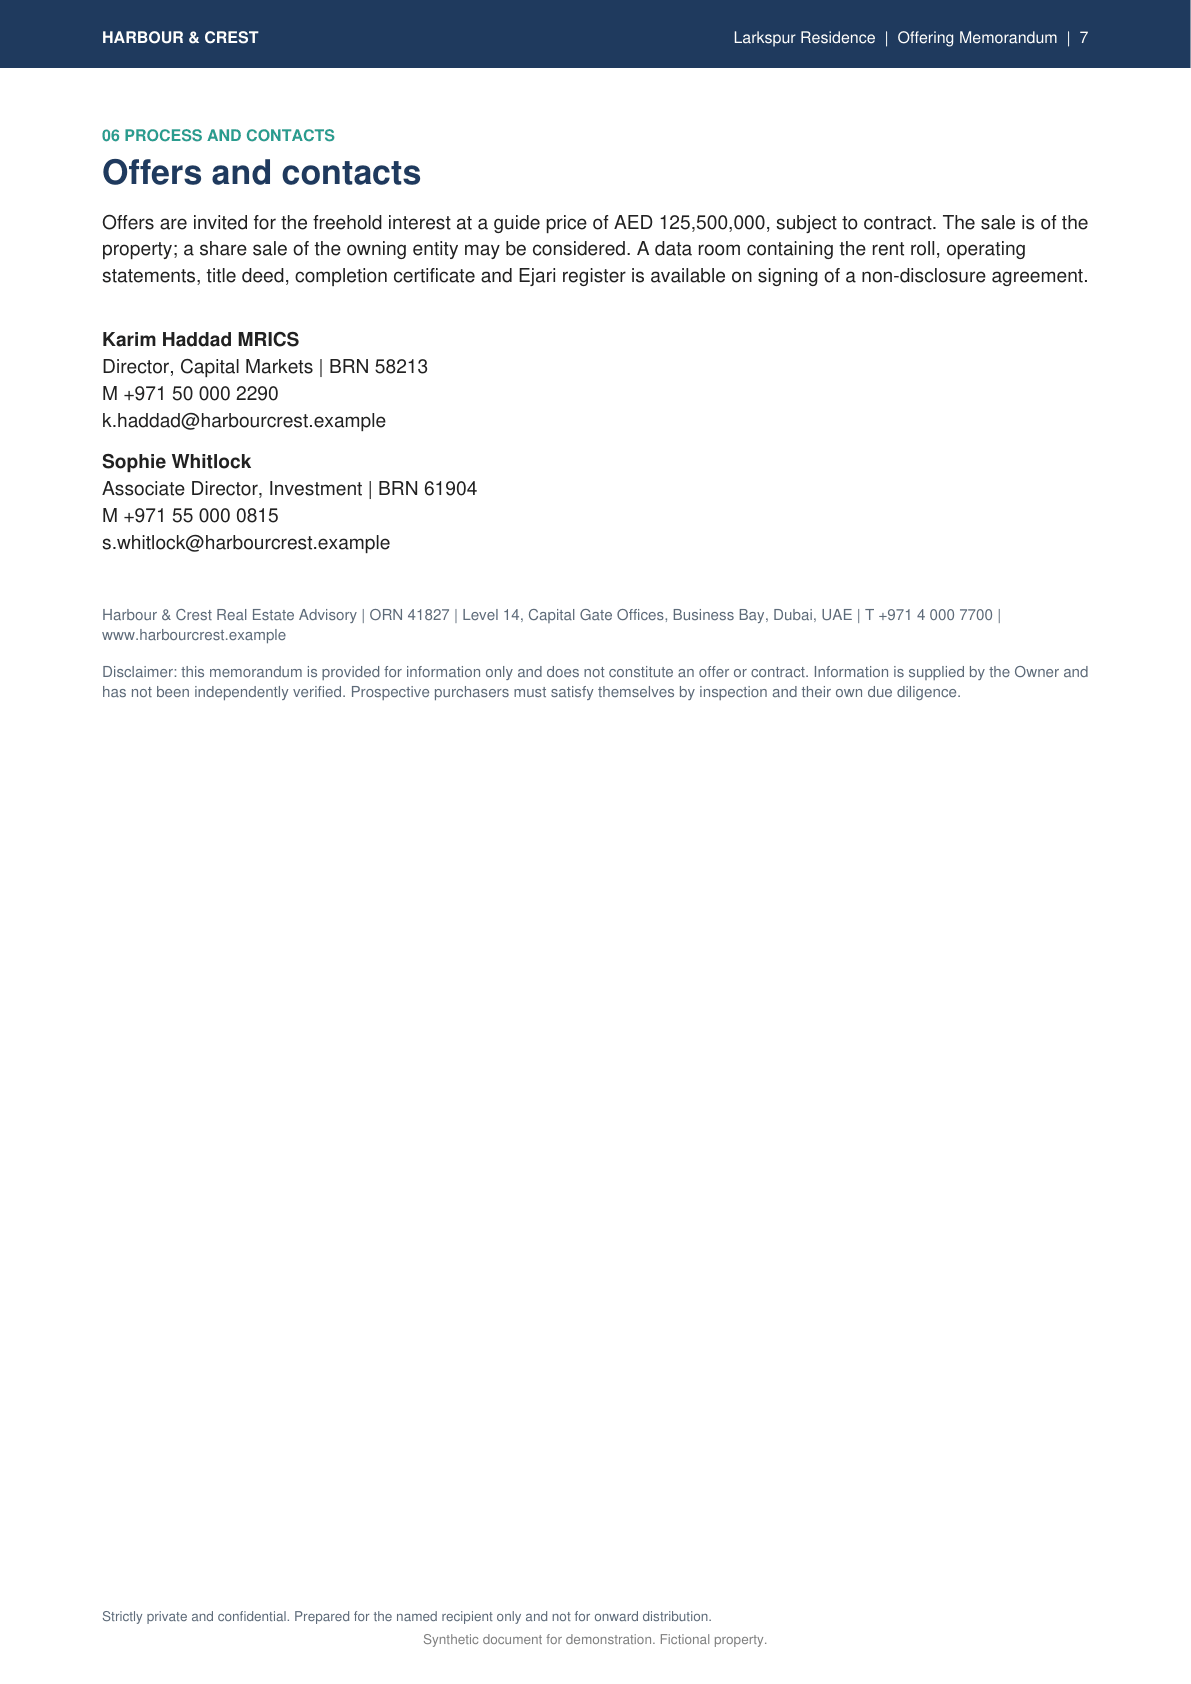 HARBOUR & CREST
Larkspur Residence | Offering Memorandum | 7
06 PROCESS AND CONTACTS
Offers and contacts
Offers are invited for the freehold interest at a guide price of AED 125,500,000, subject to contract. The sale is of the
property; a share sale of the owning entity may be considered. A data room containing the rent roll, operating
statements, title deed, completion certificate and Ejari register is available on signing of a non-disclosure agreement.
Karim Haddad MRICS
Director, Capital Markets | BRN 58213
M +971 50 000 2290
k.haddad@harbourcrest.example
Sophie Whitlock
Associate Director, Investment | BRN 61904
M +971 55 000 0815
s.whitlock@harbourcrest.example
Harbour & Crest Real Estate Advisory | ORN 41827 | Level 14, Capital Gate Offices, Business Bay, Dubai, UAE | T +971 4 000 7700 |
www.harbourcrest.example
Disclaimer: this memorandum is provided for information only and does not constitute an offer or contract. Information is supplied by the Owner and
has not been independently verified. Prospective purchasers must satisfy themselves by inspection and their own due diligence.
Strictly private and confidential. Prepared for the named recipient only and not for onward distribution.
Synthetic document for demonstration. Fictional property.